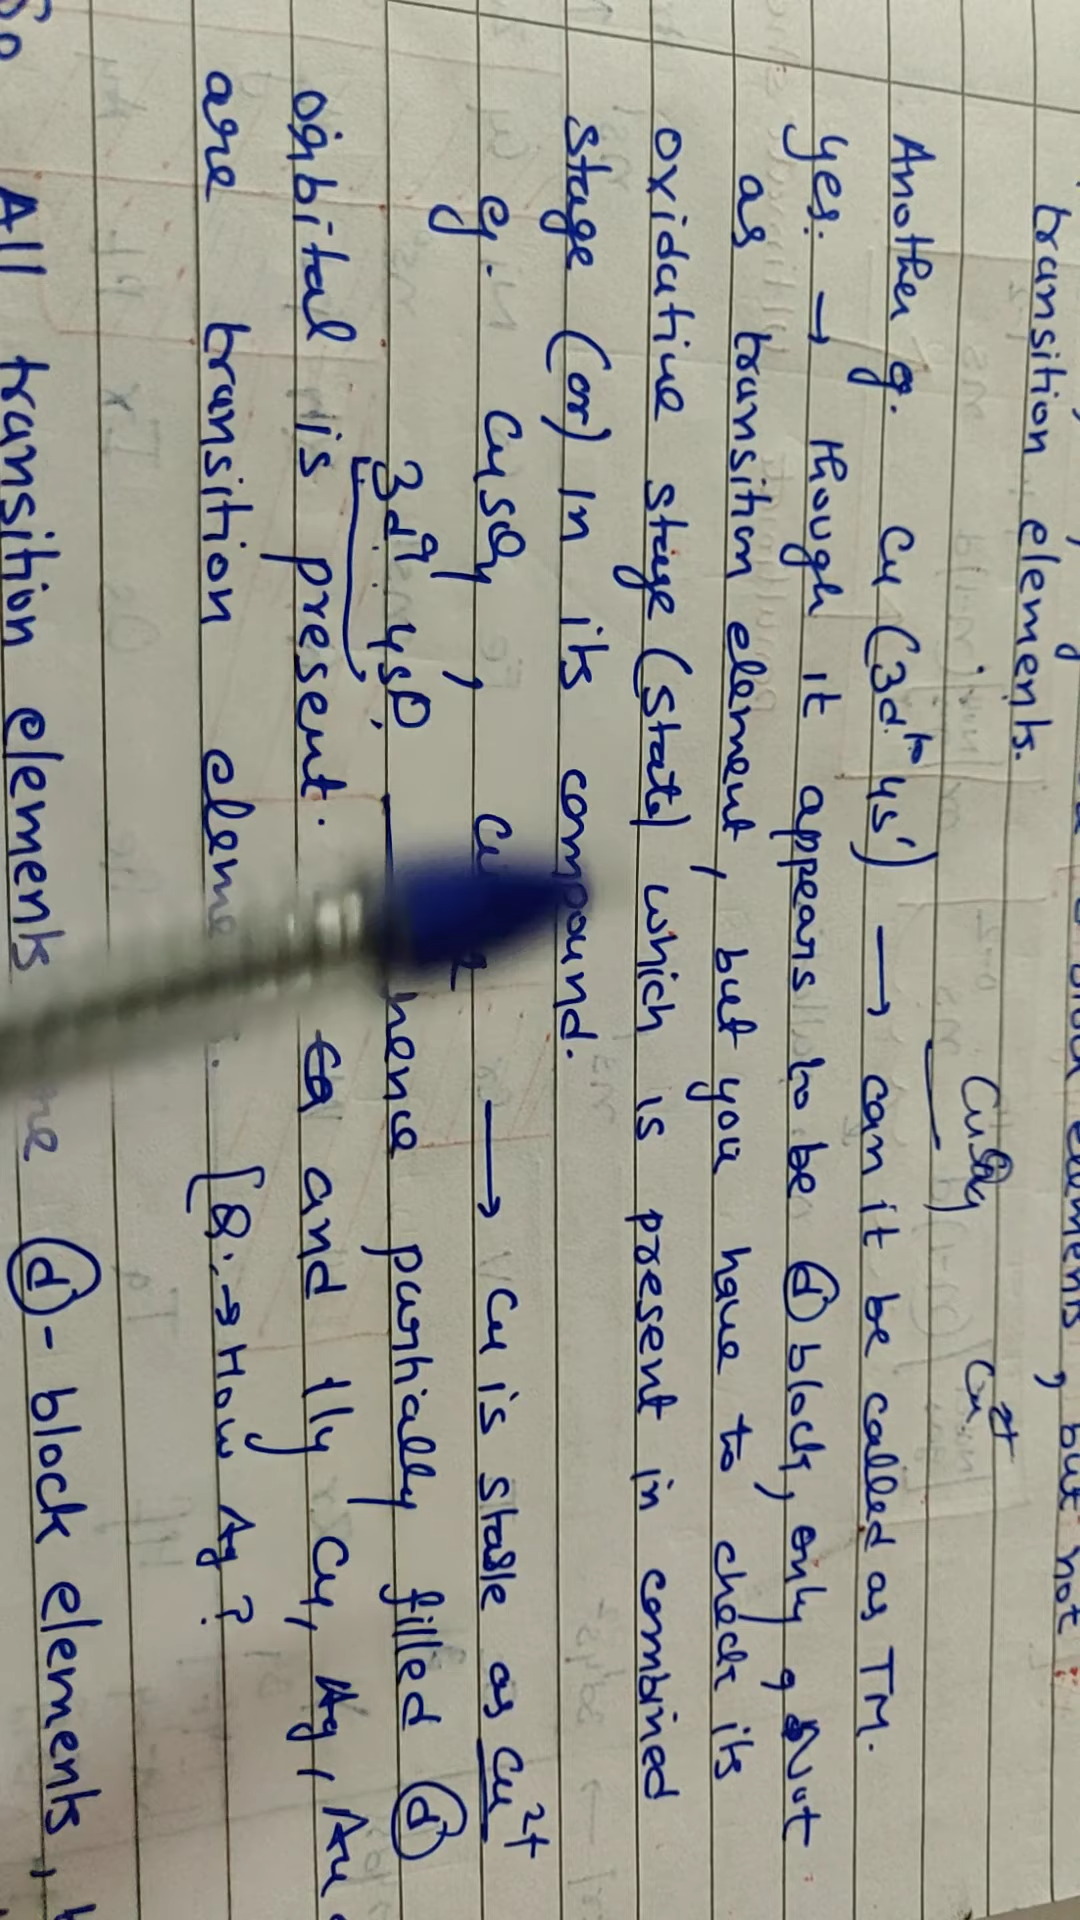 elements, but not
transition elements.
CuSO4 Cu2+
Another eg. Cu (3d10 4s1) → can it be called as TM.
yes. → though it appears to be (d) block, only, Not
as transition element, but you have to check its
oxidative stage (state) which is present in combined
stage (or) In its compound.
eg. CuSO4, → Cu is stable as Cu2+
3d9 4s0, hence partially filled (d)
orbital is present. and lly Cu, Ag, Au
are transition [Q:→ How Ag?
So All transition elements (d)-block elements,